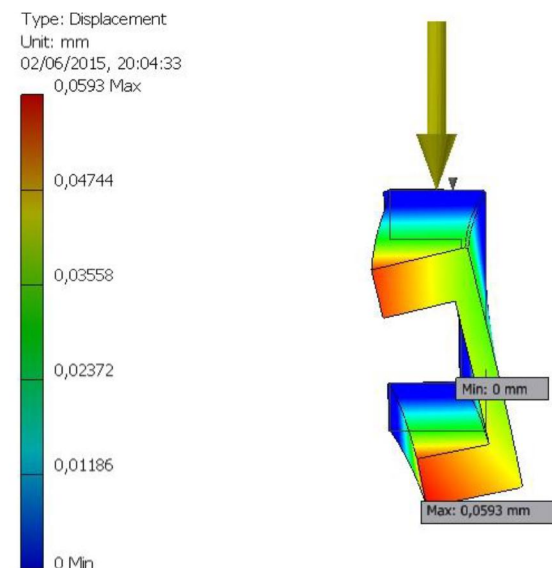 Type: Displacement
Unit: mm
02/06/2015, 20:04:33
0,0593 Max
0,04744
0,03558
0,02372
0,01186
0 Min
Min: 0 mm
Max: 0,0593 mm